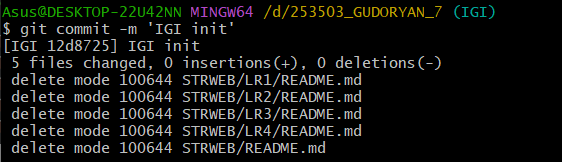 Asus@DESKTOP-22U42NN MINGW64 /d/253503_GUDORYAN_7 (IGI)
$ git commit -m 'IGI init'
[IGI 12d8725] IGI init
 5 files changed, 0 insertions(+), 0 deletions(-)
 delete mode 100644 STRWEB/LR1/README.md
 delete mode 100644 STRWEB/LR2/README.md
 delete mode 100644 STRWEB/LR3/README.md
 delete mode 100644 STRWEB/LR4/README.md
 delete mode 100644 STRWEB/README.md